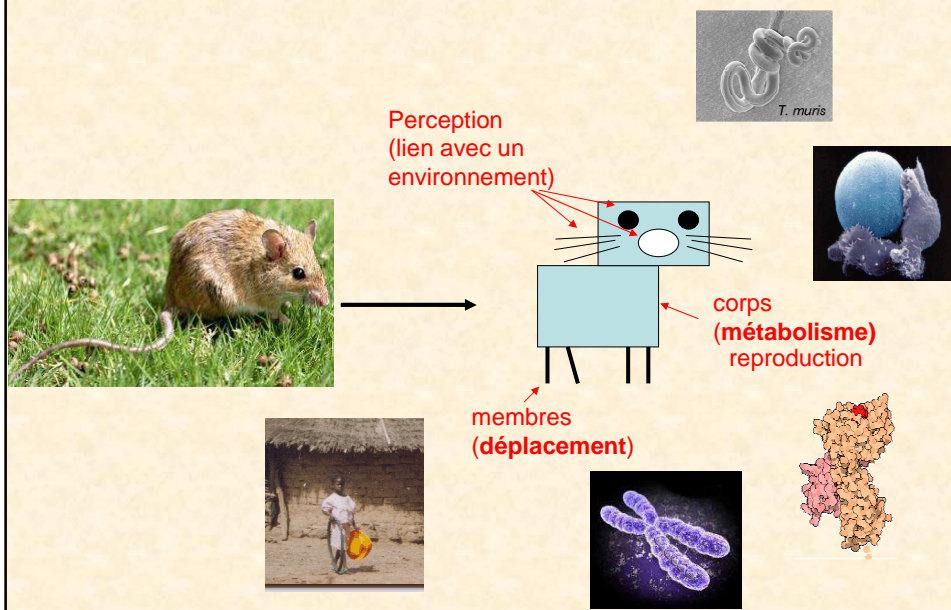 T. muris
Perception
(lien avec un
environnement)
corps
(métabolisme)
reproduction
membres
(déplacement)